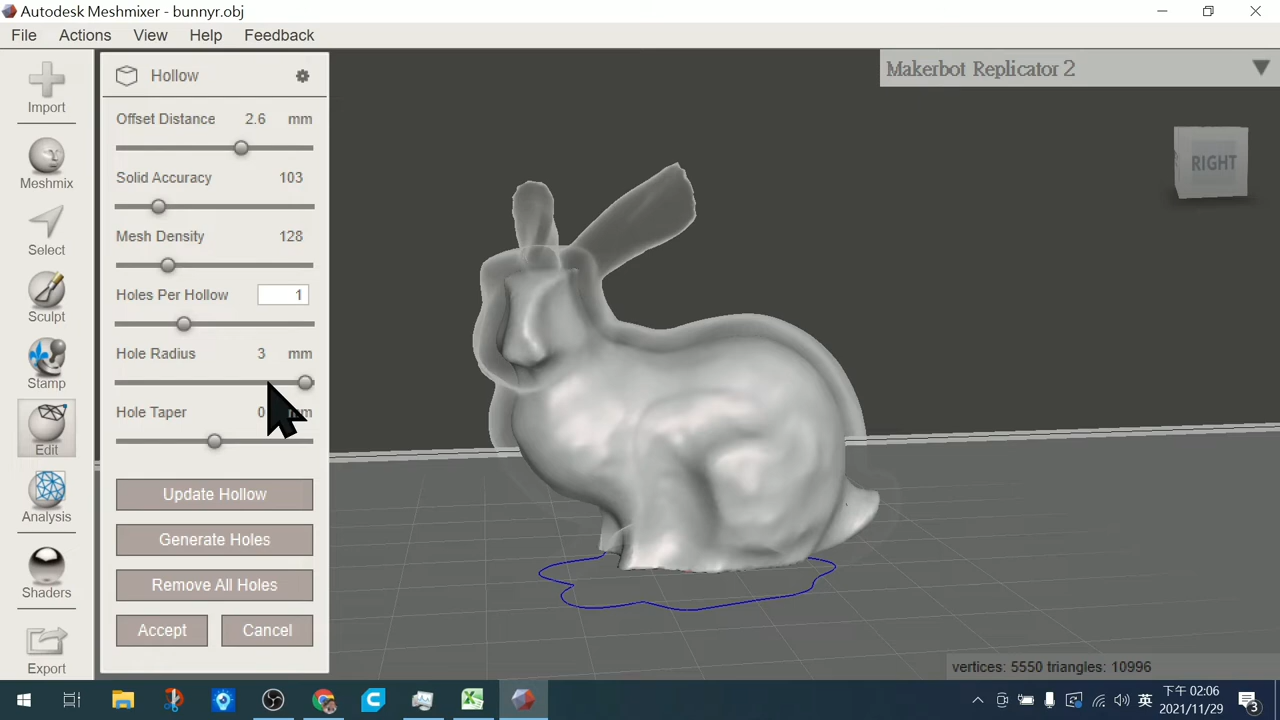 Autodesk Meshmixer - bunnyr.obj
File Actions View Help Feedback
Import
Meshmix
Select
Sculpt
Stamp
Edit
Analysis
Shaders
Export
Hollow
Offset Distance 2.6 mm
Solid Accuracy 103
Mesh Density 128
Holes Per Hollow 1
Hole Radius 3 mm
Hole Taper 0 mm
Update Hollow
Generate Holes
Remove All Holes
Accept Cancel
Makerbot Replicator 2
RIGHT
vertices: 5550 triangles: 10996
英
下午 02:06
2021/11/29
3